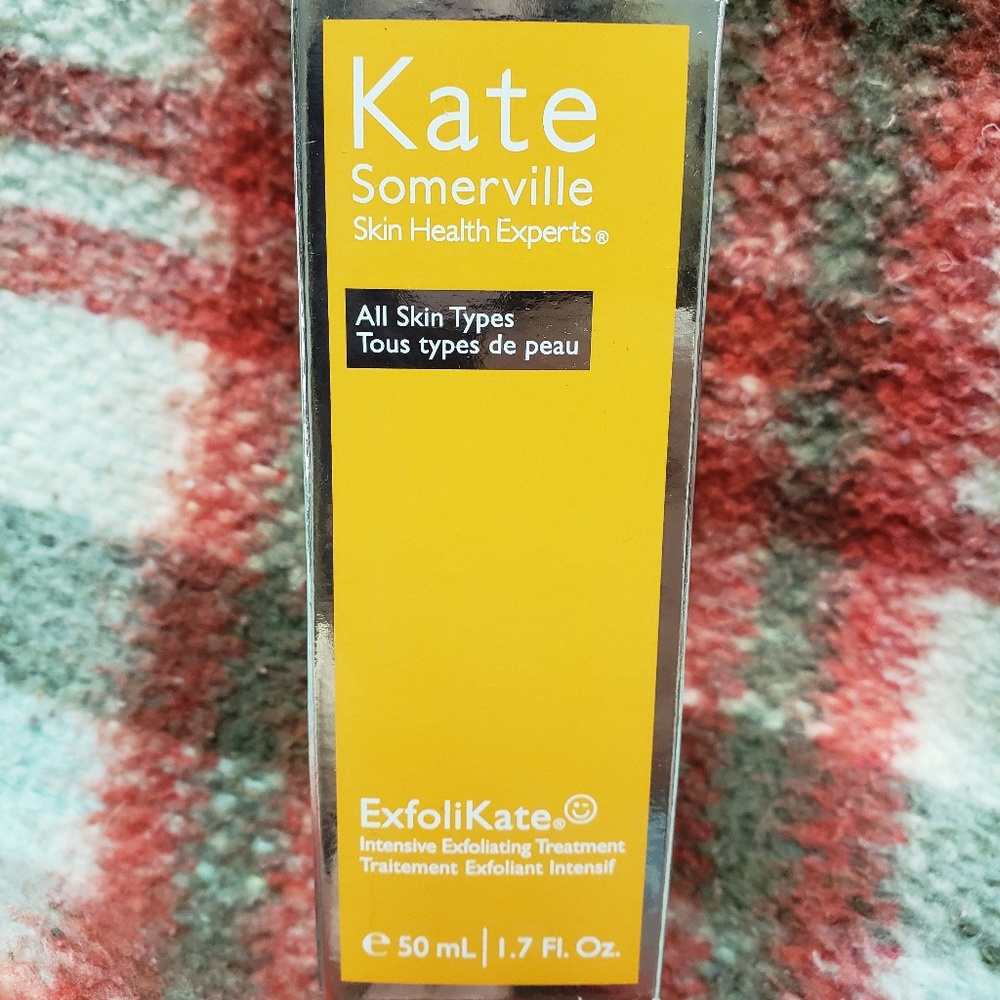 Kate
Somerville
Skin Health Experts®
All Skin Types
Tous types de peau
ExfoliKate®
Intensive Exfoliating Treatment
Traitement Exfoliant Intensif
℮ 50 mL | 1.7 Fl. Oz.